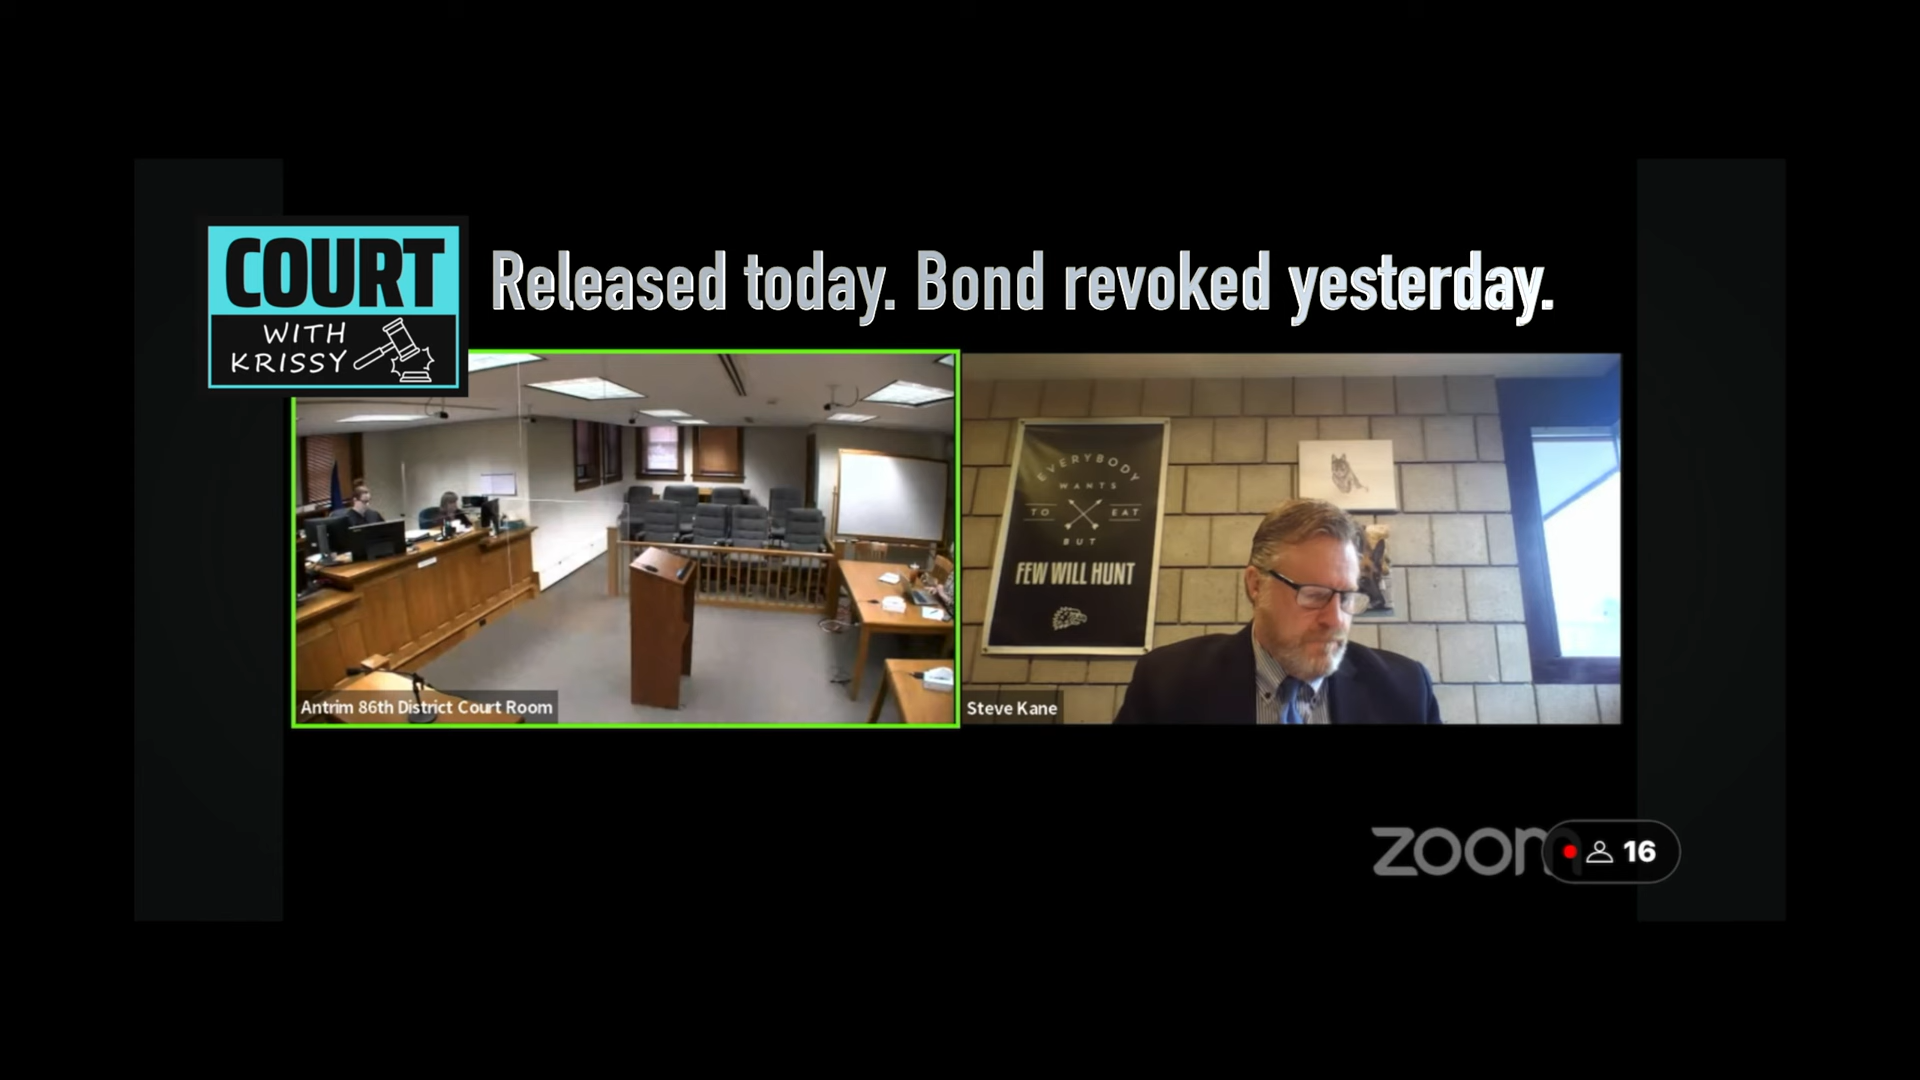 COURT
WITH
KRISSY
Released today. Bond revoked yesterday.
EVERYBODY
WANTS
TO EAT
BUT
FEW WILL HUNT
Antrim 86th District Court Room
Steve Kane
zoom
16